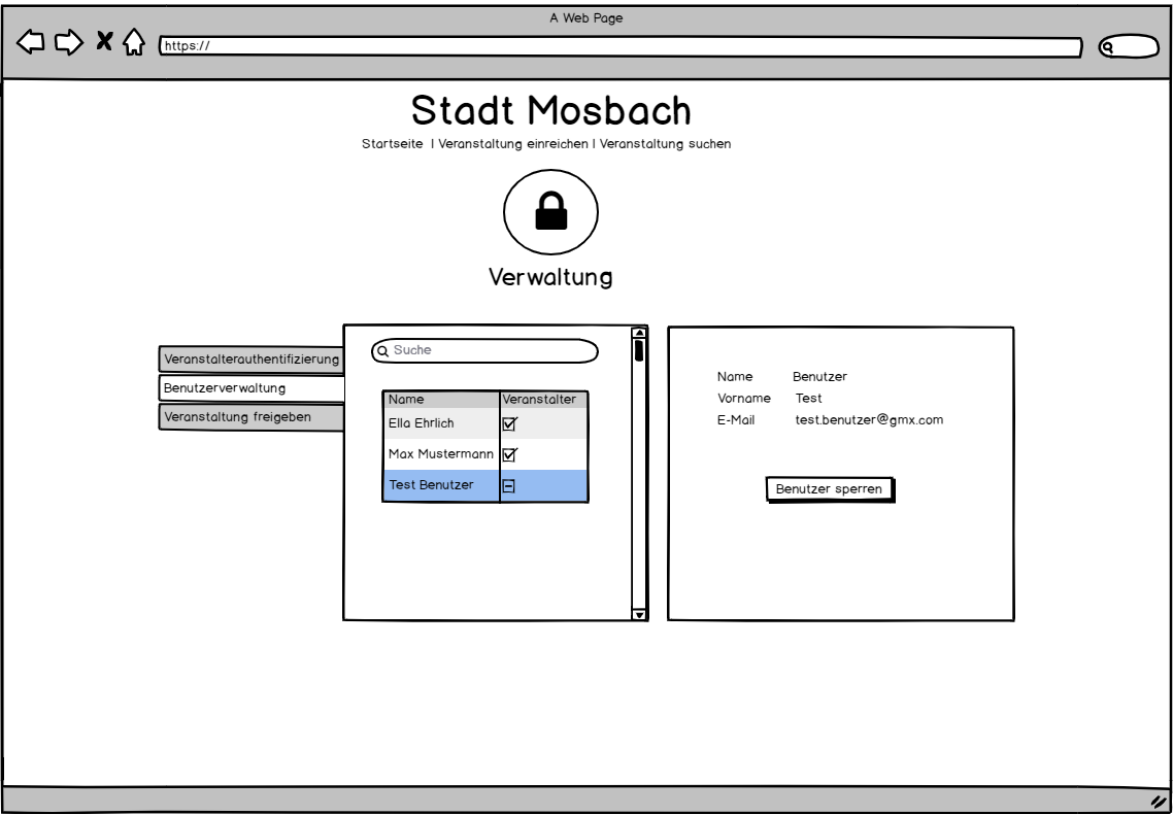 A Web Page
https://
Stadt Mosbach
Startseite | Veranstaltung einreichen | Veranstaltung suchen
Verwaltung
Veranstalterauthentifizierung
Benutzerverwaltung
Veranstaltung freigeben
Suche
Name Veranstalter
Ella Ehrlich
Max Mustermann
Test Benutzer
Name Benutzer
Vorname Test
E-Mail test.benutzer@gmx.com
Benutzer sperren